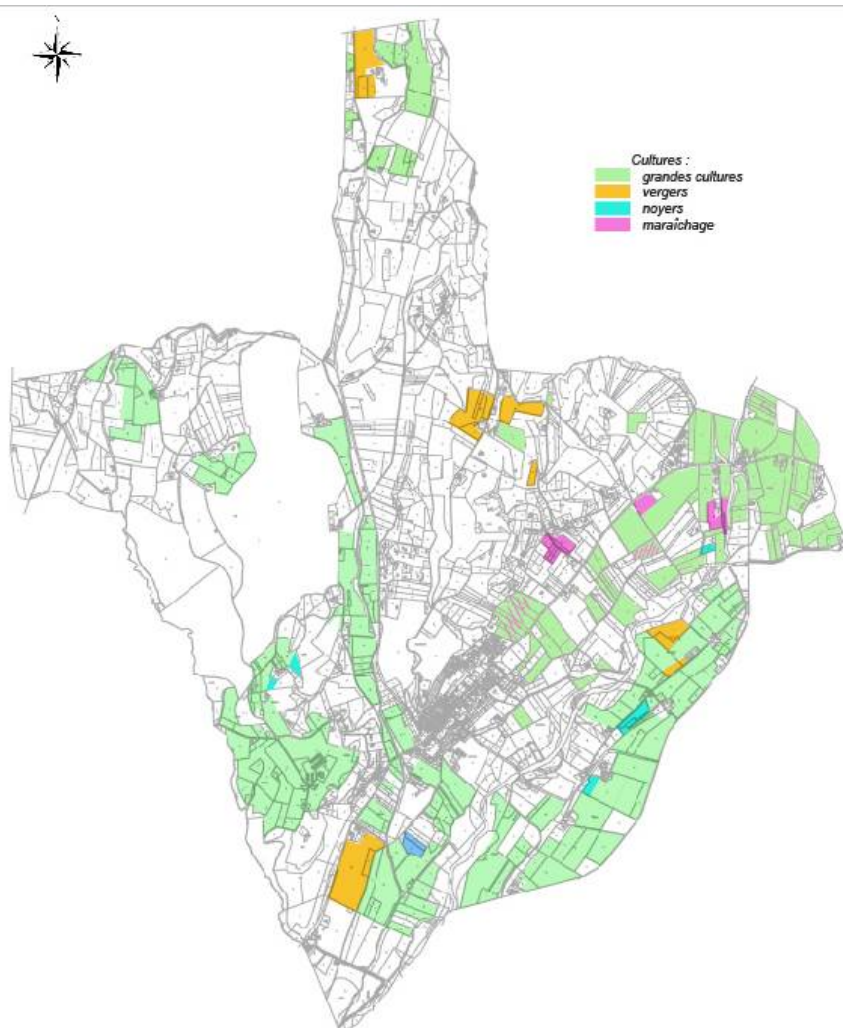 Cultures :
grandes cultures
vergers
noyers
maraîchage